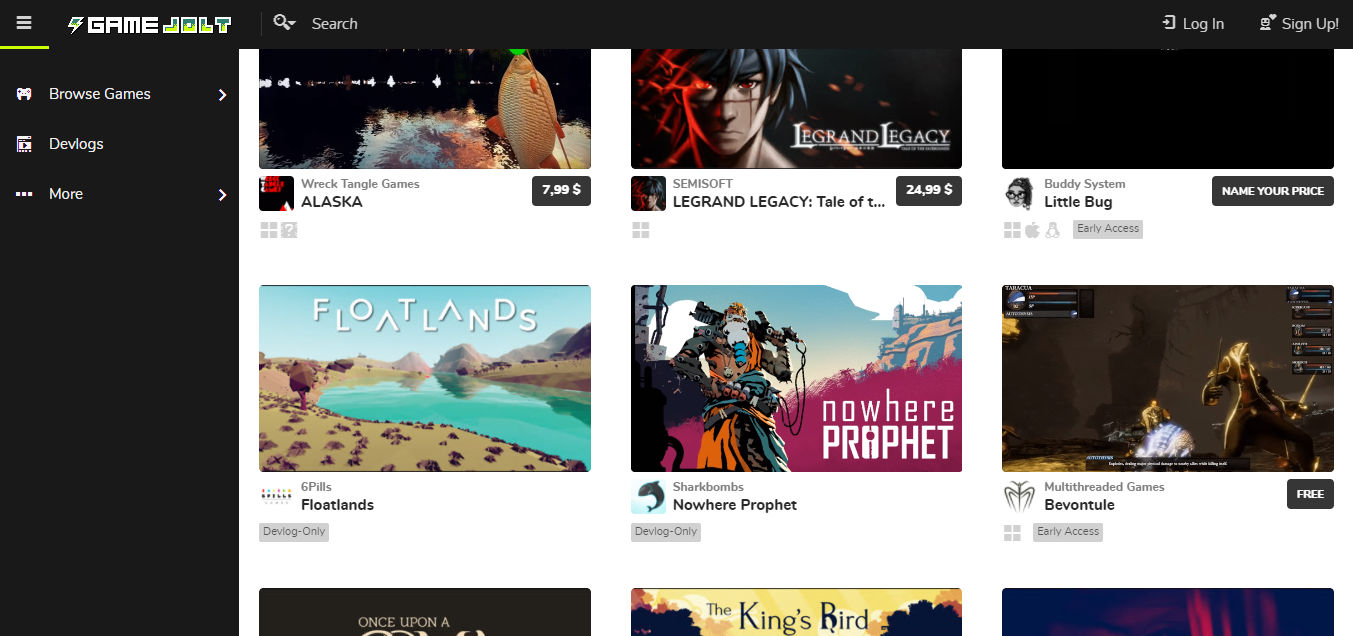 GAME JOLT
Search
Log In
Sign Up!
Browse Games
Devlogs
More
LEGRAND LEGACY
Wreck Tangle Games
ALASKA
7,99 $
SEMISOFT
LEGRAND LEGACY: Tale of t...
24,99 $
Buddy System
Little Bug
NAME YOUR PRICE
Early Access
FLOATLANDS
nowhere
PROPHET
TARACUA
6Pills
Floatlands
Devlog-Only
Sharkbombs
Nowhere Prophet
Devlog-Only
Multithreaded Games
Bevontule
FREE
Early Access
ONCE UPON A
The King's Bird